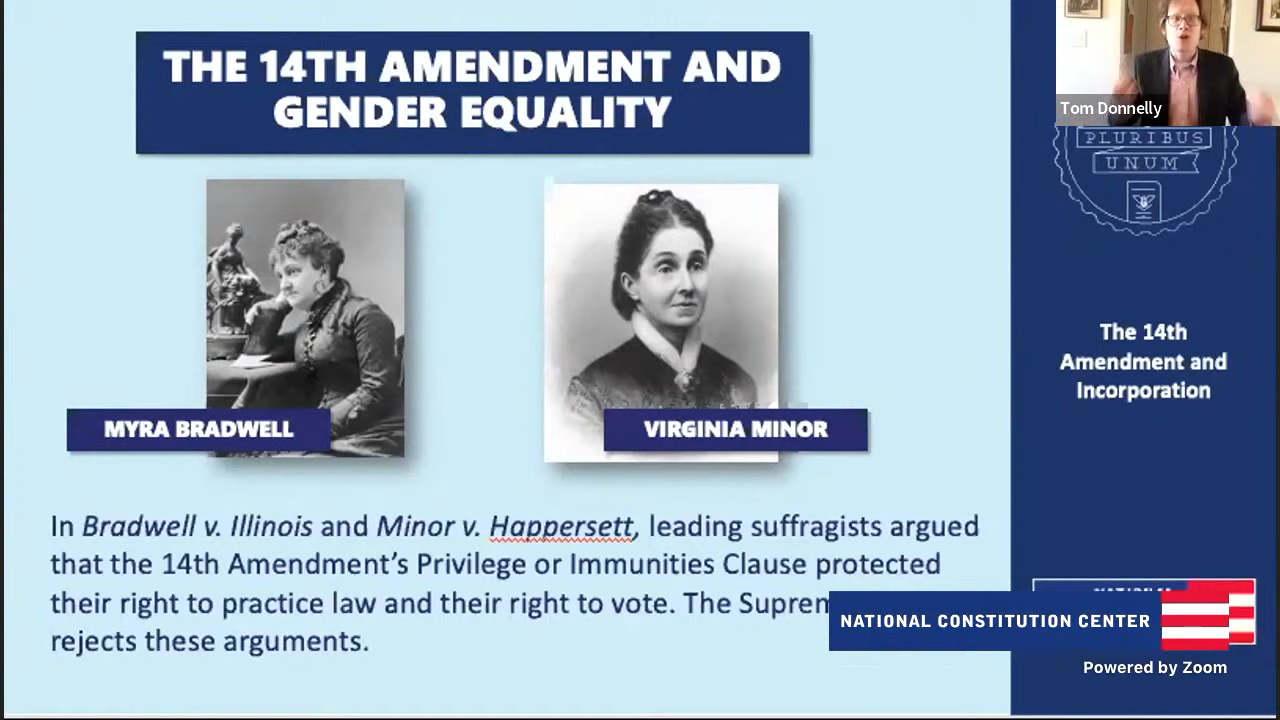 THE 14TH AMENDMENT AND
GENDER EQUALITY
MYRA BRADWELL
VIRGINIA MINOR
In Bradwell v. Illinois and Minor v. Happersett, leading suffragists argued
that the 14th Amendment’s Privilege or Immunities Clause protected
their right to practice law and their right to vote. The
rejects these arguments.
Tom Donnelly
PLURIBUS
UNUM
The 14th
Amendment and
Incorporation
NATIONAL CONSTITUTION CENTER
Powered by Zoom